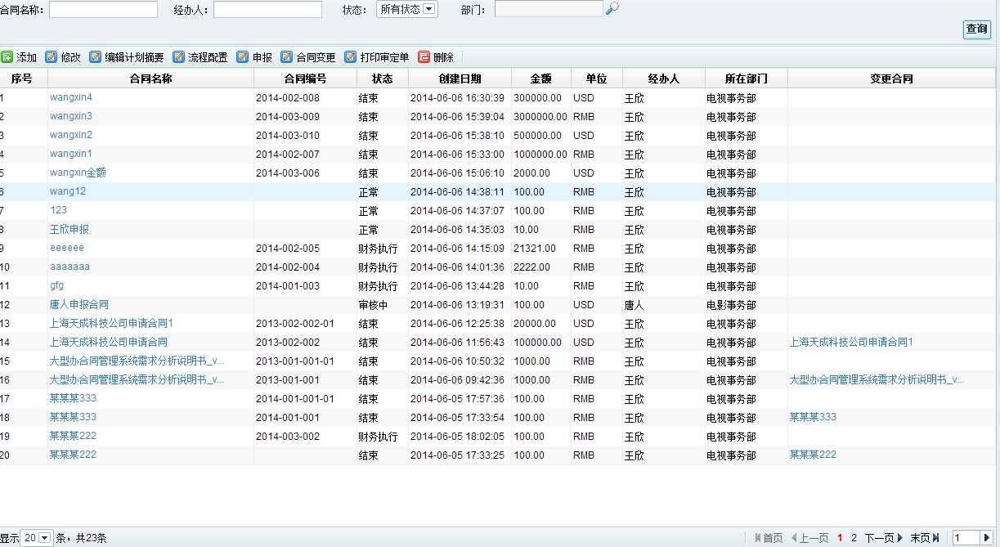 合同名称: 经办人: 状态: 所有状态 部门:
查询
添加 修改 编辑计划摘要 流程配置 申报 合同变更 打印审定单 删除
序号 合同名称 合同编号 状态 创建日期 金额 单位 经办人 所在部门 变更合同
1 wangxin4 2014-002-008 结束 2014-06-06 16:30:39 300000.00 USD 王欣 电视事务部
2 wangxin3 2014-003-009 结束 2014-06-06 15:39:04 3000000.00 RMB 王欣 电视事务部
3 wangxin2 2014-003-010 结束 2014-06-06 15:38:10 500000.00 USD 王欣 电视事务部
4 wangxin1 2014-002-007 结束 2014-06-06 15:33:00 1000000.00 RMB 王欣 电视事务部
5 wangxin金额 2014-003-006 结束 2014-06-06 15:06:10 2000.00 USD 王欣 电视事务部
6 wang12 正常 2014-06-06 14:38:11 100.00 RMB 王欣 电视事务部
7 123 正常 2014-06-06 14:37:07 100.00 RMB 王欣 电视事务部
8 王欣申报 正常 2014-06-06 14:35:03 10.00 RMB 王欣 电视事务部
9 eeeeee 2014-002-005 财务执行 2014-06-06 14:15:09 21321.00 RMB 王欣 电视事务部
10 aaaaaaa 2014-002-004 财务执行 2014-06-06 14:01:36 2222.00 RMB 王欣 电视事务部
11 gfg 2014-001-003 财务执行 2014-06-06 13:44:28 10.00 RMB 王欣 电视事务部
12 唐人申报合同 审核中 2014-06-06 13:19:31 100.00 USD 唐人 电影事务部
13 上海天成科技公司申请合同1 2013-002-002-01 结束 2014-06-06 12:25:38 20000.00 USD 王欣 电视事务部
14 上海天成科技公司申请合同 2013-002-002 结束 2014-06-06 11:56:43 100000.00 USD 王欣 电视事务部 上海天成科技公司申请合同1
15 大型办合同管理系统需求分析说明书_v... 2013-001-001-01 结束 2014-06-06 10:50:32 1000.00 RMB 王欣 电视事务部
16 大型办合同管理系统需求分析说明书_v... 2013-001-001 结束 2014-06-06 09:42:36 1000.00 RMB 王欣 电视事务部 大型办合同管理系统需求分析说明书_v...
17 某某某333 2014-001-001-01 结束 2014-06-05 17:57:36 100.00 RMB 王欣 电视事务部
18 某某某333 2014-001-001 结束 2014-06-05 17:33:54 100.00 RMB 王欣 电视事务部 某某某333
19 某某某222 2014-003-002 财务执行 2014-06-05 18:02:05 100.00 RMB 王欣 电视事务部
20 某某某222 结束 2014-06-05 17:33:25 100.00 RMB 王欣 电视事务部 某某某222
显示 20 条，共23条 首页 上一页 1 2 下一页 末页 1